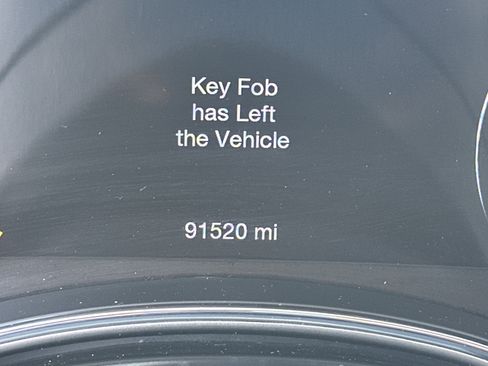 Key Fob
has Left
the Vehicle
91520 mi